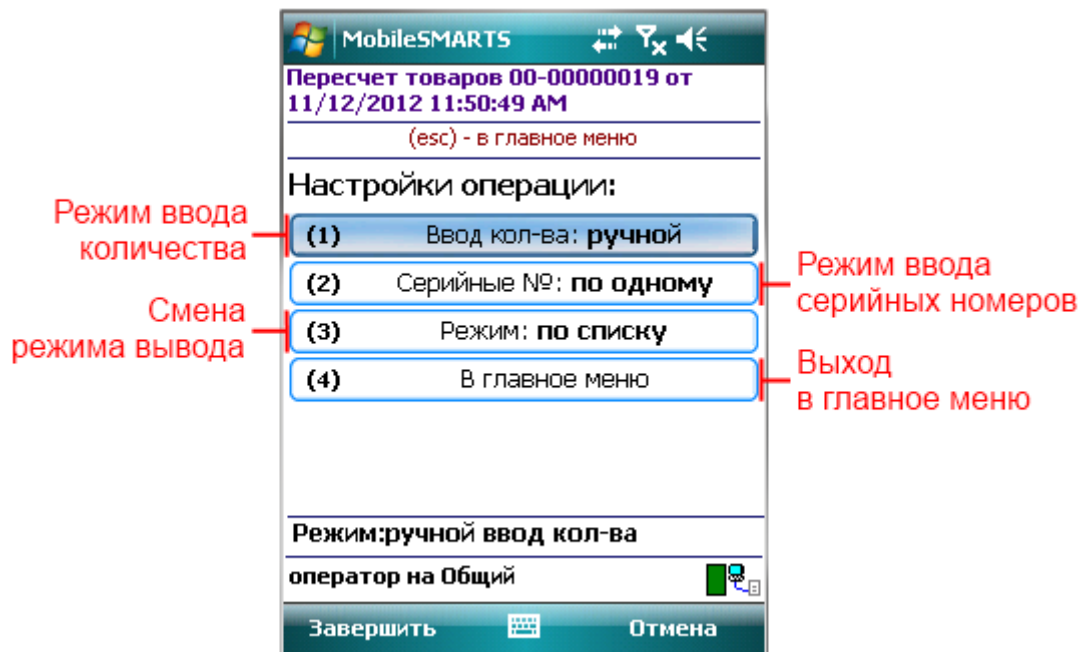 MobileSMARTS
Пересчет товаров 00-00000019 от
11/12/2012 11:50:49 AM
(esc) - в главное меню
Настройки операции:
Режим ввода
количества
(1) Ввод кол-ва: ручной
(2) Серийные №: по одному
Режим ввода
серийных номеров
Смена
режима вывода
(3) Режим: по списку
(4) В главное меню
Выход
в главное меню
Режим:ручной ввод кол-ва
оператор на Общий
Завершить Отмена